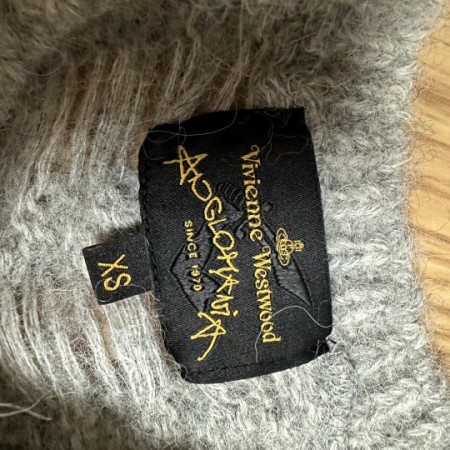 Vivienne Westwood
ANGLOMANIA
SINCE 1970
XS